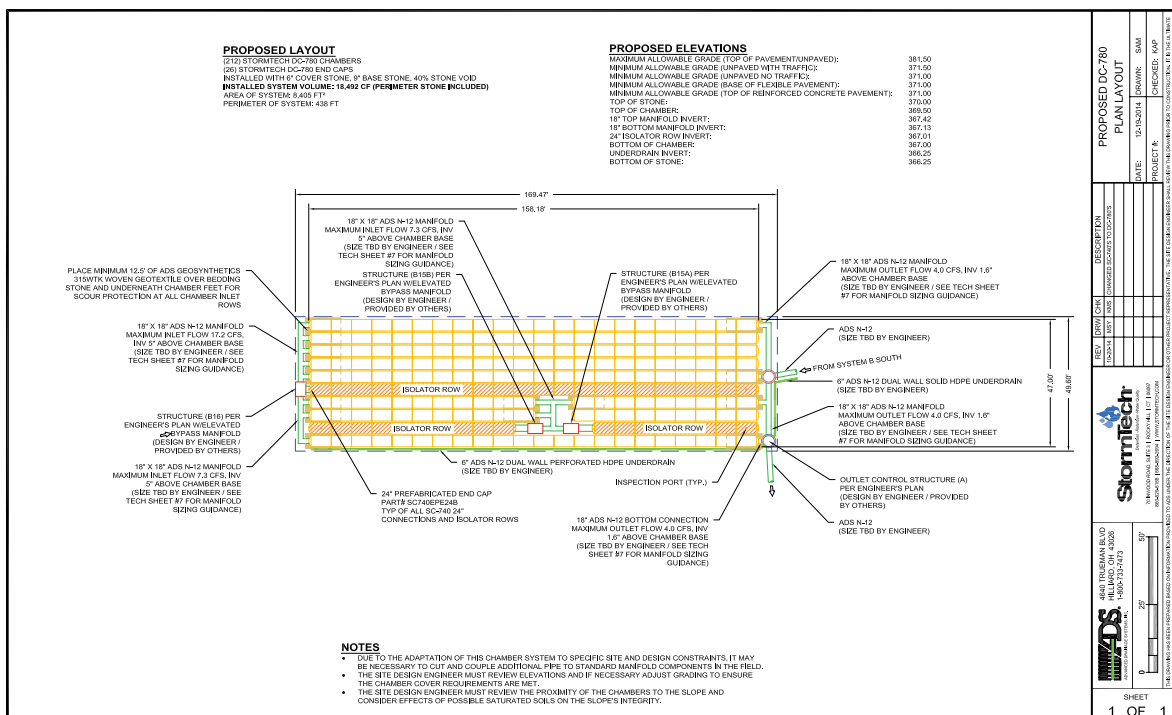 PROPOSED LAYOUT
(212) STORMTECH DC-780 CHAMBERS
(26) STORMTECH DC-780 END CAPS
INSTALLED WITH 6" COVER STONE, 9" BASE STONE, 40% STONE VOID
INSTALLED SYSTEM VOLUME: 18,492 CF (PERIMETER STONE INCLUDED)
AREA OF SYSTEM: 8,405 FT²
PERIMETER OF SYSTEM: 438 FT
PROPOSED ELEVATIONS
MAXIMUM ALLOWABLE GRADE (TOP OF PAVEMENT/UNPAVED): 381.50
MINIMUM ALLOWABLE GRADE (UNPAVED WITH TRAFFIC): 371.50
MINIMUM ALLOWABLE GRADE (UNPAVED NO TRAFFIC): 371.00
MINIMUM ALLOWABLE GRADE (BASE OF FLEXIBLE PAVEMENT): 371.00
MINIMUM ALLOWABLE GRADE (TOP OF REINFORCED CONCRETE PAVEMENT): 371.00
TOP OF STONE: 370.00
TOP OF CHAMBER: 369.50
18" TOP MANIFOLD INVERT: 367.42
18" BOTTOM MANIFOLD INVERT: 367.13
24" ISOLATOR ROW INVERT: 367.01
BOTTOM OF CHAMBER: 367.00
UNDERDRAIN INVERT: 366.25
BOTTOM OF STONE: 366.25
169.47'
158.18'
18" X 18" ADS N-12 MANIFOLD
MAXIMUM INLET FLOW 7.3 CFS, INV
5" ABOVE CHAMBER BASE
(SIZE TBD BY ENGINEER / SEE
TECH SHEET #7 FOR MANIFOLD
SIZING GUIDANCE)
STRUCTURE (B15B) PER
ENGINEER'S PLAN W/ELEVATED
BYPASS MANIFOLD
(DESIGN BY ENGINEER /
PROVIDED BY OTHERS)
STRUCTURE (B15A) PER
ENGINEER'S PLAN W/ELEVATED
BYPASS MANIFOLD
(DESIGN BY ENGINEER /
PROVIDED BY OTHERS)
PLACE MINIMUM 12.5' OF ADS GEOSYNTHETICS
315WTK WOVEN GEOTEXTILE OVER BEDDING
STONE AND UNDERNEATH CHAMBER FEET FOR
SCOUR PROTECTION AT ALL CHAMBER INLET
ROWS
18" X 18" ADS N-12 MANIFOLD
MAXIMUM INLET FLOW 17.2 CFS,
INV 5" ABOVE CHAMBER BASE
(SIZE TBD BY ENGINEER / SEE
TECH SHEET #7 FOR MANIFOLD
SIZING GUIDANCE)
STRUCTURE (B16) PER
ENGINEER'S PLAN W/ELEVATED
BYPASS MANIFOLD
(DESIGN BY ENGINEER /
PROVIDED BY OTHERS)
18" X 18" ADS N-12 MANIFOLD
MAXIMUM INLET FLOW 7.3 CFS, INV
5" ABOVE CHAMBER BASE
(SIZE TBD BY ENGINEER / SEE
TECH SHEET #7 FOR MANIFOLD
SIZING GUIDANCE)
18" X 18" ADS N-12 MANIFOLD
MAXIMUM OUTLET FLOW 4.0 CFS, INV 1.6"
ABOVE CHAMBER BASE
(SIZE TBD BY ENGINEER / SEE TECH SHEET
#7 FOR MANIFOLD SIZING GUIDANCE)
ADS N-12
(SIZE TBD BY ENGINEER)
FROM SYSTEM B SOUTH
6" ADS N-12 DUAL WALL SOLID HDPE UNDERDRAIN
(SIZE TBD BY ENGINEER)
18" X 18" ADS N-12 MANIFOLD
MAXIMUM OUTLET FLOW 4.0 CFS, INV 1.6"
ABOVE CHAMBER BASE
(SIZE TBD BY ENGINEER / SEE TECH SHEET
#7 FOR MANIFOLD SIZING GUIDANCE)
47.00'
49.60'
ISOLATOR ROW
ISOLATOR ROW
ISOLATOR ROW
6" ADS N-12 DUAL WALL PERFORATED HDPE UNDERDRAIN
(SIZE TBD BY ENGINEER)
INSPECTION PORT (TYP.)
24" PREFABRICATED END CAP
PART# SC740EPE24B
TYP OF ALL SC-740 24"
CONNECTIONS AND ISOLATOR ROWS
18" ADS N-12 BOTTOM CONNECTION
MAXIMUM OUTLET FLOW 4.0 CFS, INV
1.6" ABOVE CHAMBER BASE
(SIZE TBD BY ENGINEER / SEE TECH
SHEET #7 FOR MANIFOLD SIZING
GUIDANCE)
OUTLET CONTROL STRUCTURE (A)
PER ENGINEER'S PLAN
(DESIGN BY ENGINEER / PROVIDED
BY OTHERS)
ADS N-12
(SIZE TBD BY ENGINEER)
NOTES
• DUE TO THE ADAPTATION OF THIS CHAMBER SYSTEM TO SPECIFIC SITE AND DESIGN CONSTRAINTS, IT MAY
BE NECESSARY TO CUT AND COUPLE ADDITIONAL PIPE TO STANDARD MANIFOLD COMPONENTS IN THE FIELD.
• THE SITE DESIGN ENGINEER MUST REVIEW ELEVATIONS AND IF NECESSARY ADJUST GRADING TO ENSURE
THE CHAMBER COVER REQUIREMENTS ARE MET.
• THE SITE DESIGN ENGINEER MUST REVIEW THE PROXIMITY OF THE CHAMBERS TO THE SLOPE AND
CONSIDER EFFECTS OF POSSIBLE SATURATED SOILS ON THE SLOPE'S INTEGRITY.
PROPOSED DC-780
PLAN LAYOUT
DATE: 12-19-2014 DRAWN: SAM
PROJECT #: CHECKED: KAP
REV DRW CHK DESCRIPTION
10-20-14 MSY KMS CHANGED SC-740'S TO DC-780'S
StormTech
ADS
ADVANCED DRAINAGE SYSTEMS, INC.
4640 TRUEMAN BLVD
HILLIARD, OH 43026
1-800-733-7473
0 25' 50'
SHEET
1 OF 1